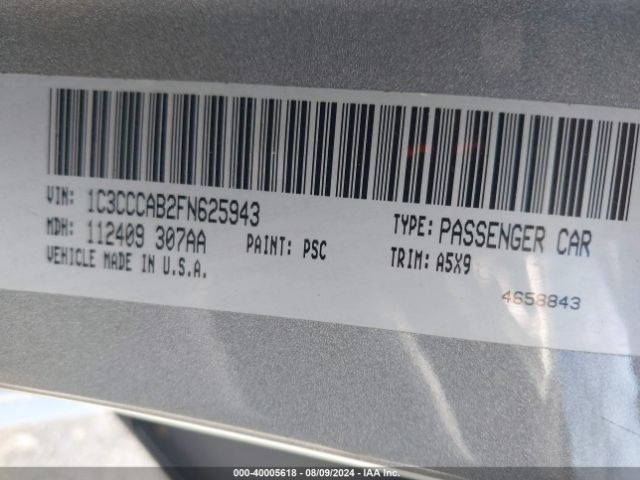 VIN: 1C3CCCAB2FN625943
TYPE: PASSENGER CAR
MDH: 112409 307AA PAINT: PSC
TRIM: A5X9
VEHICLE MADE IN U.S.A.
4658843
000-40005618 - 08/09/2024 - IAA Inc.